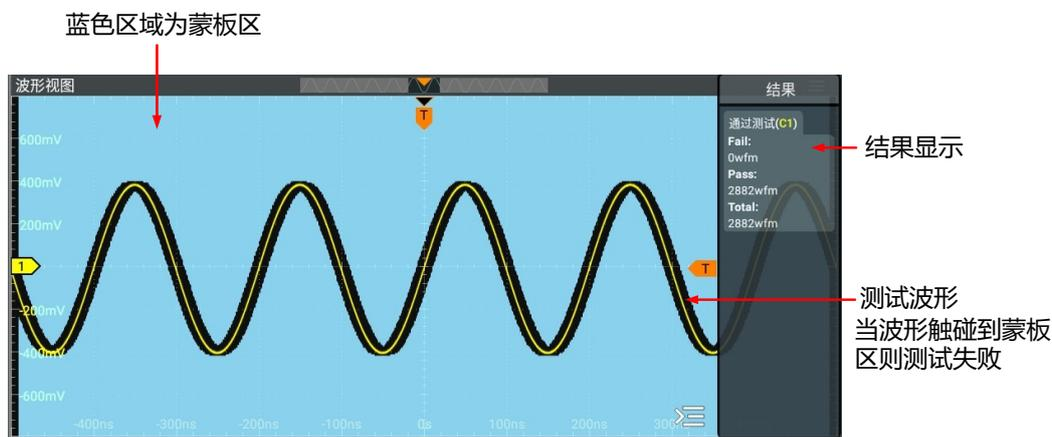 蓝色区域为蒙板区
波形视图
结果
T
通过测试(C1)
Fail:
0wfm
Pass:
2882wfm
Total:
2882wfm
结果显示
600mV
400mV
200mV
1
T
-200mV
-400mV
-600mV
测试波形
当波形触碰到蒙板
区则测试失败
-400ns
-300ns
-200ns
-100ns
0s
100ns
200ns